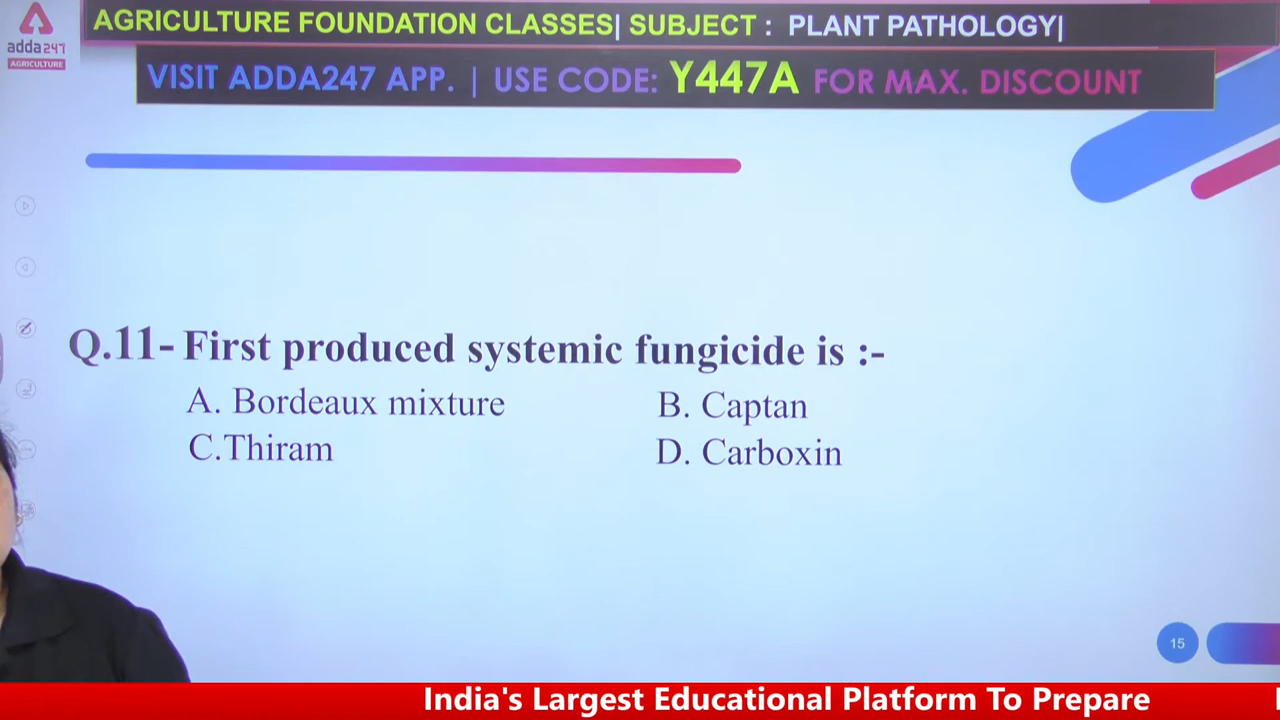 AGRICULTURE FOUNDATION CLASSES| SUBJECT : PLANT PATHOLOGY|
adda247
AGRICULTURE
VISIT ADDA247 APP. | USE CODE: Y447A FOR MAX. DISCOUNT
Q.11- First produced systemic fungicide is :-
A. Bordeaux mixture B. Captan
C.Thiram D. Carboxin
15
India's Largest Educational Platform To Prepare